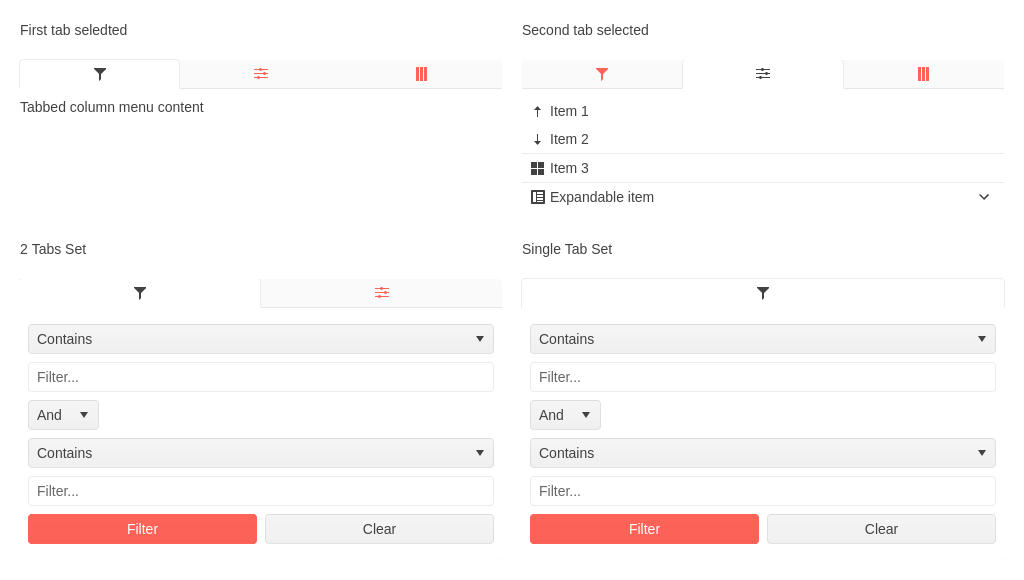 First tab seledted
Tabbed column menu content
Second tab selected
Item 1
Item 2
Item 3
Expandable item
2 Tabs Set
Contains
Filter...
And
Contains
Filter...
Filter Clear
Single Tab Set
Contains
Filter...
And
Contains
Filter...
Filter Clear